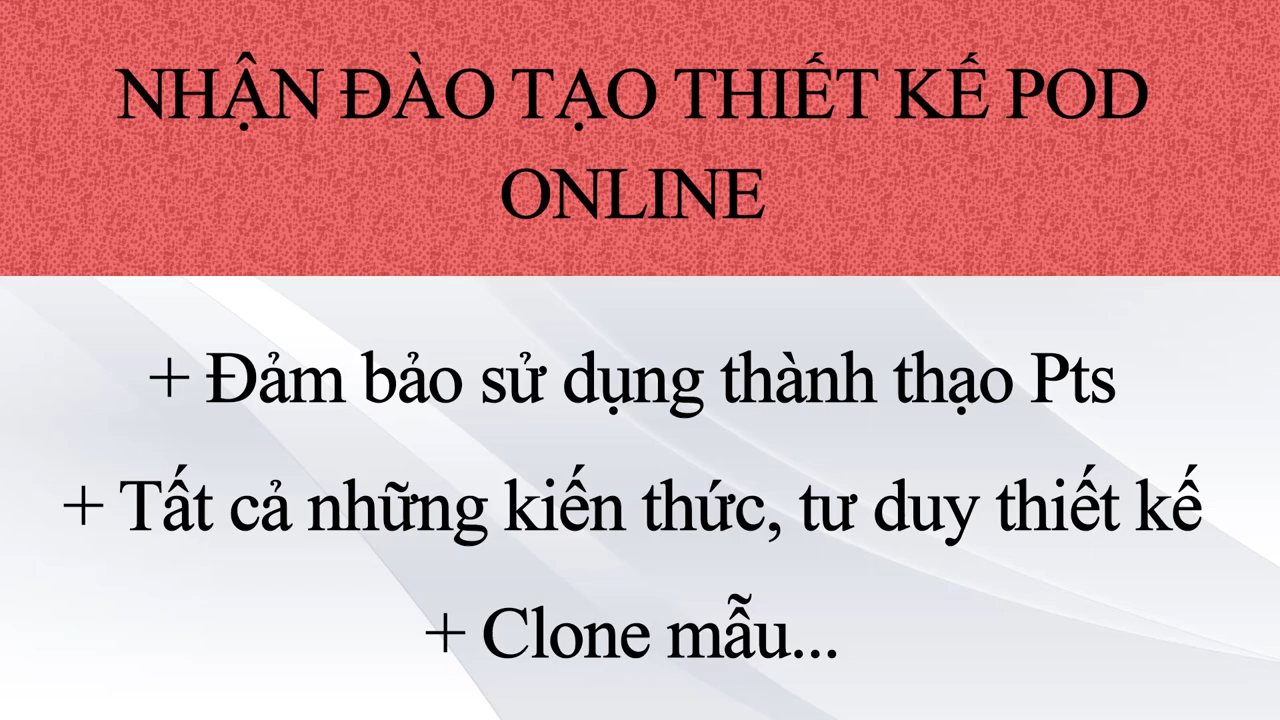 NHẬN ĐÀO TẠO THIẾT KẾ POD
ONLINE
+ Đảm bảo sử dụng thành thạo Pts
+ Tất cả những kiến thức, tư duy thiết kế
+ Clone mẫu...